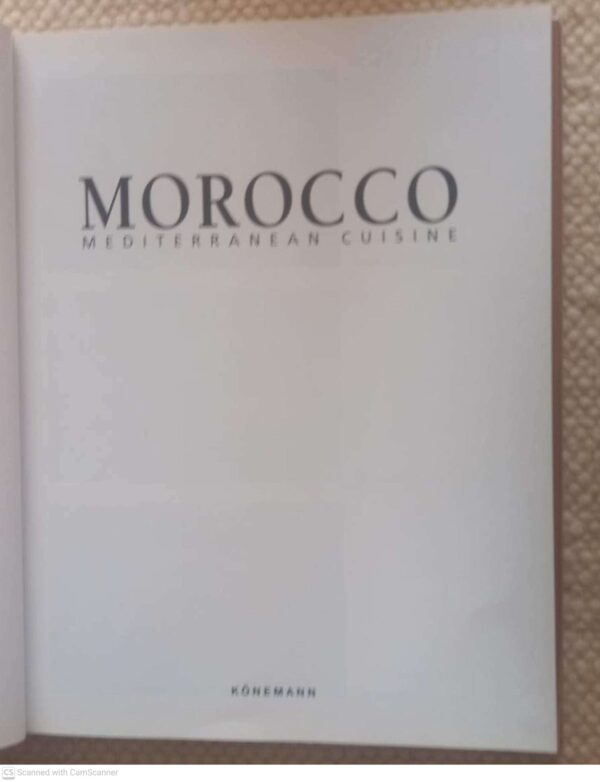 MOROCCO
MEDITERRANEAN CUISINE
KÖNEMANN
CS Scanned with CamScanner